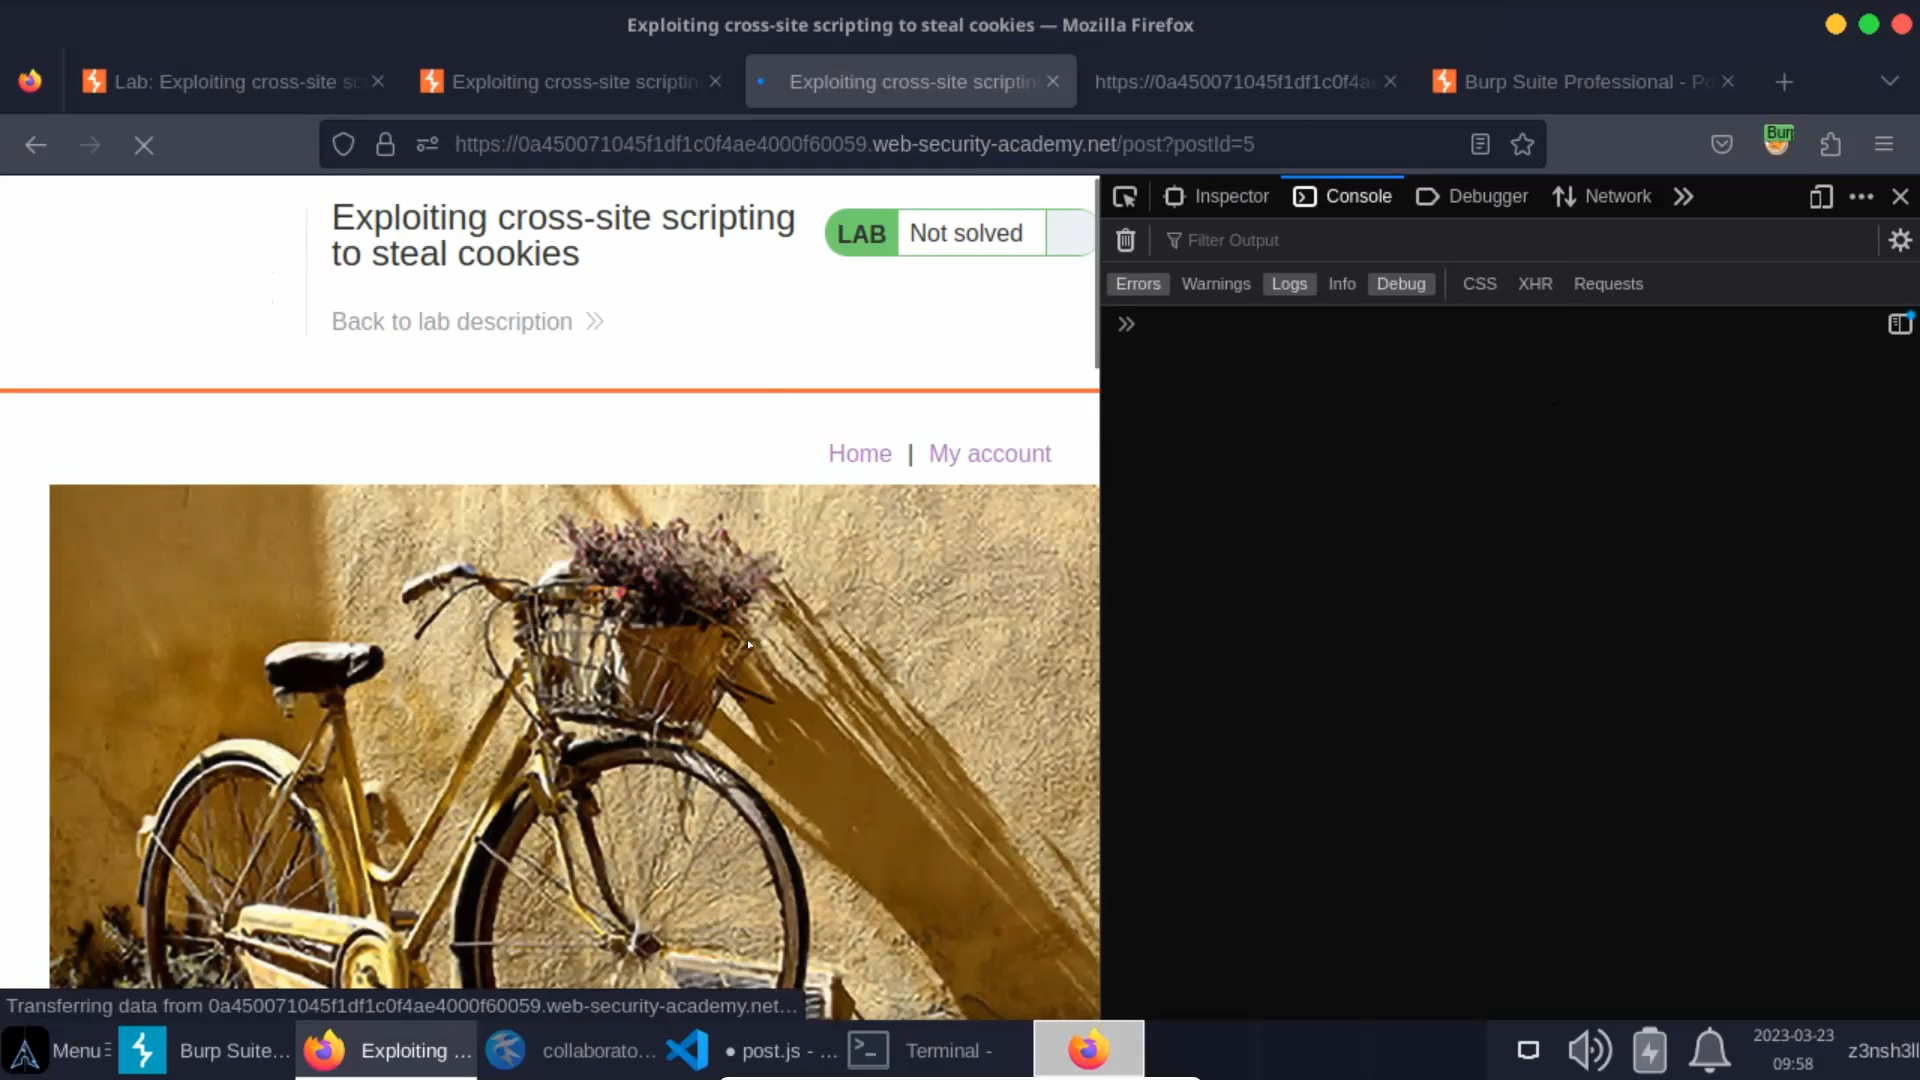 Exploiting cross-site scripting to steal cookies — Mozilla Firefox
Lab: Exploiting cross-site sc
Exploiting cross-site scriptin
Exploiting cross-site scriptin
https://0a450071045f1df1c0f4ae
Burp Suite Professional - Po
https://0a450071045f1df1c0f4ae4000f60059.web-security-academy.net/post?postId=5
Burp
Exploiting cross-site scripting
to steal cookies
LAB
Not solved
Back to lab description
Home | My account
Inspector
Console
Debugger
Network
Filter Output
Errors
Warnings
Logs
Info
Debug
CSS
XHR
Requests
Transferring data from 0a450071045f1df1c0f4ae4000f60059.web-security-academy.net…
Menu
Burp Suite…
Exploiting …
collaborato…
● post.js - …
Terminal -
2023-03-23
09:58
z3nsh3ll